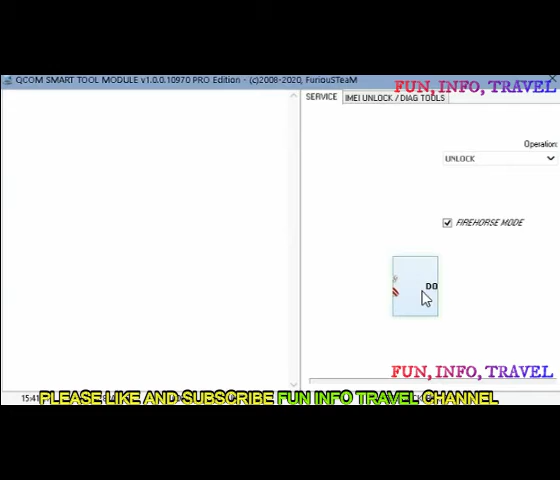 QCOM SMART TOOL MODULE v1.0.0.10970 PRO Edition - (c)2008-2020, FuriouSTeaM
FUN, INFO, TRAVEL
SERVICE
IMEI UNLOCK / DIAG TOOLS
Operation:
UNLOCK
FIREHORSE MODE
DO
FUN, INFO, TRAVEL
PLEASE LIKE AND SUBSCRIBE FUN INFO TRAVEL CHANNEL